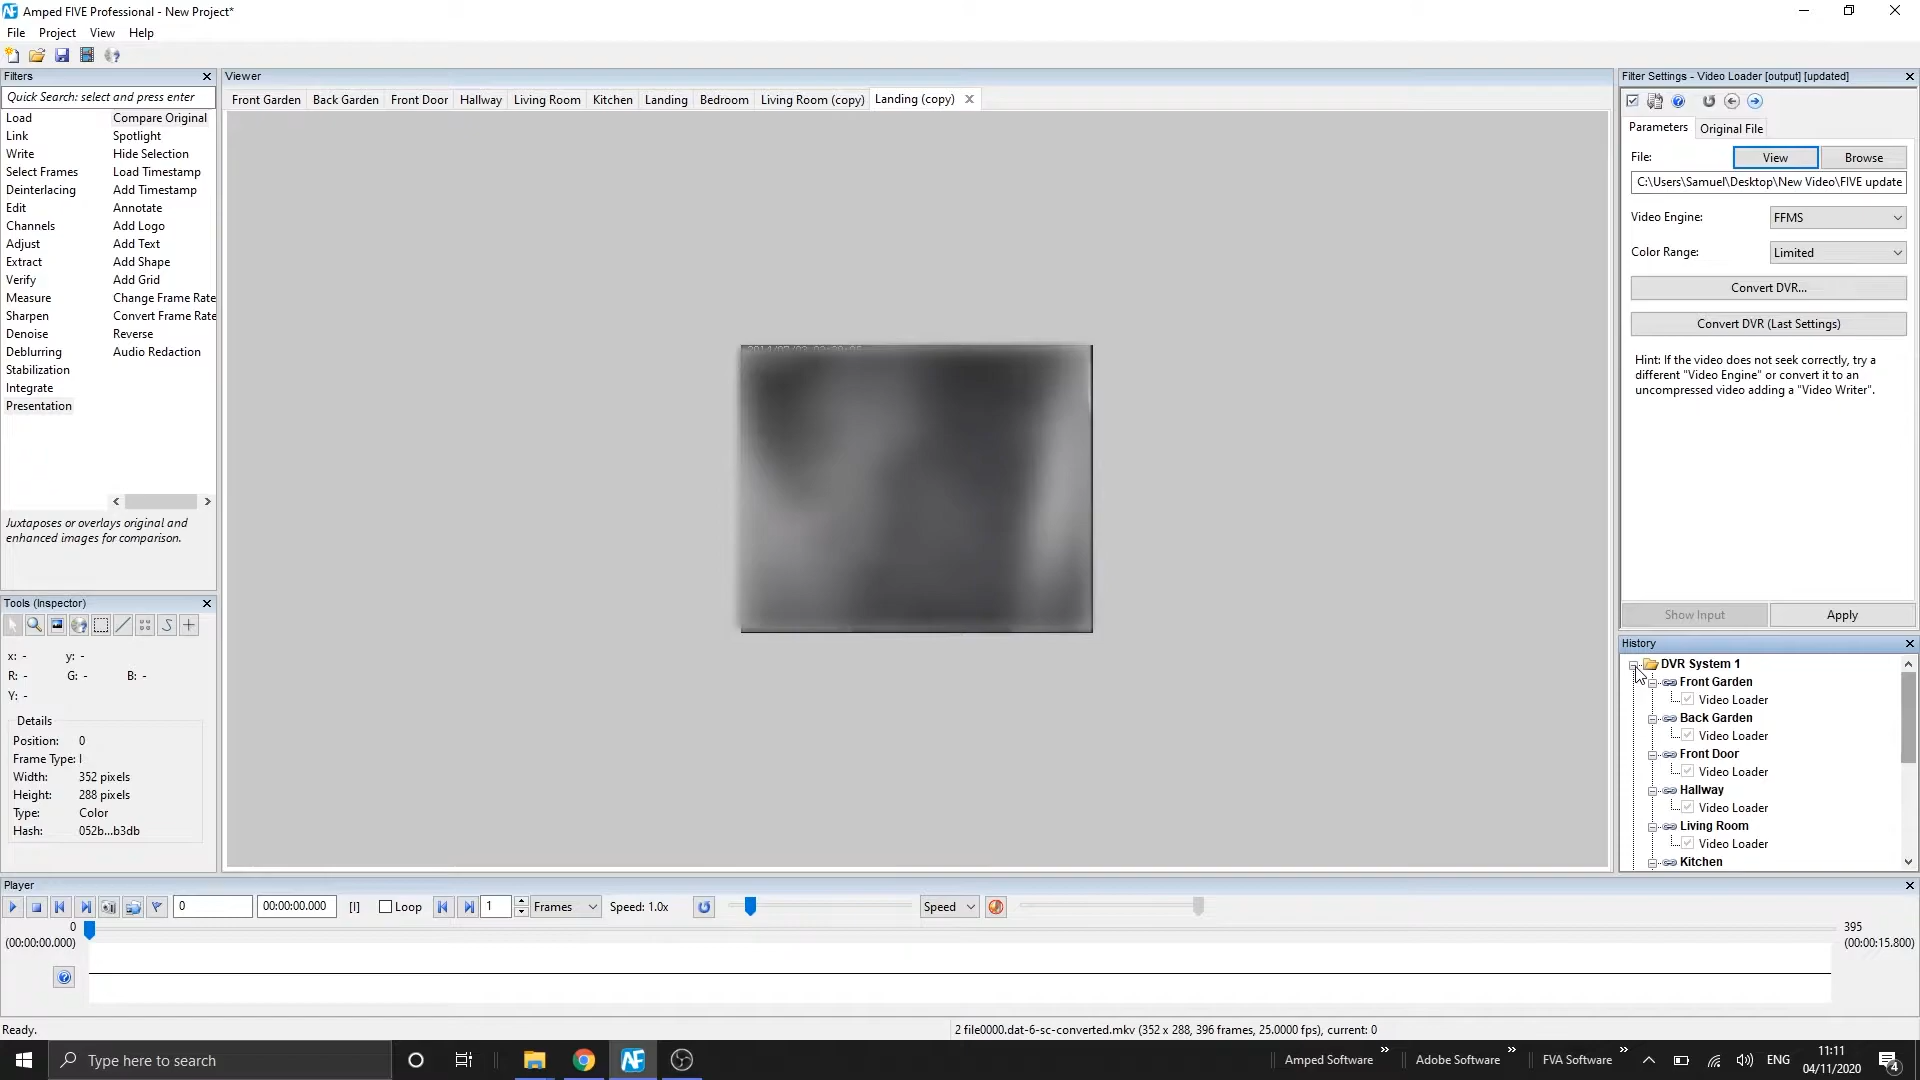 Amped FIVE Professional - New Project*
File Project View Help
Filters
Quick Search: select and press enter
Load Compare Original
Link Spotlight
Write Hide Selection
Select Frames Load Timestamp
Deinterlacing Add Timestamp
Edit Annotate
Channels Add Logo
Adjust Add Text
Extract Add Shape
Verify Add Grid
Measure Change Frame Rate
Sharpen Convert Frame Rate
Denoise Reverse
Deblurring Audio Redaction
Stabilization
Integrate
Presentation
Juxtaposes or overlays original and
enhanced images for comparison.
Tools (Inspector)
x: - y: -
R: - G: - B: -
Y: -
Details
Position: 0
Frame Type: I
Width: 352 pixels
Height: 288 pixels
Type: Color
Hash: 052b...b3db
Viewer
Front Garden Back Garden Front Door Hallway Living Room Kitchen Landing Bedroom Living Room (copy) Landing (copy)
Filter Settings - Video Loader [output] [updated]
Parameters Original File
File: View Browse
C:\Users\Samuel\Desktop\New Video\FIVE update
Video Engine: FFMS
Color Range: Limited
Convert DVR...
Convert DVR (Last Settings)
Hint: If the video does not seek correctly, try a
different "Video Engine" or convert it to an
uncompressed video adding a "Video Writer".
Show Input Apply
History
DVR System 1
Front Garden
Video Loader
Back Garden
Video Loader
Front Door
Video Loader
Hallway
Video Loader
Living Room
Video Loader
Kitchen
Player
0 00:00:00.000 [I] Loop 1 Frames Speed: 1.0x Speed
0 395
(00:00:00.000) (00:00:15.800)
Ready. 2 file0000.dat-6-sc-converted.mkv (352 x 288, 396 frames, 25.0000 fps), current: 0
Type here to search Amped Software Adobe Software FVA Software ENG 11:11
04/11/2020 4